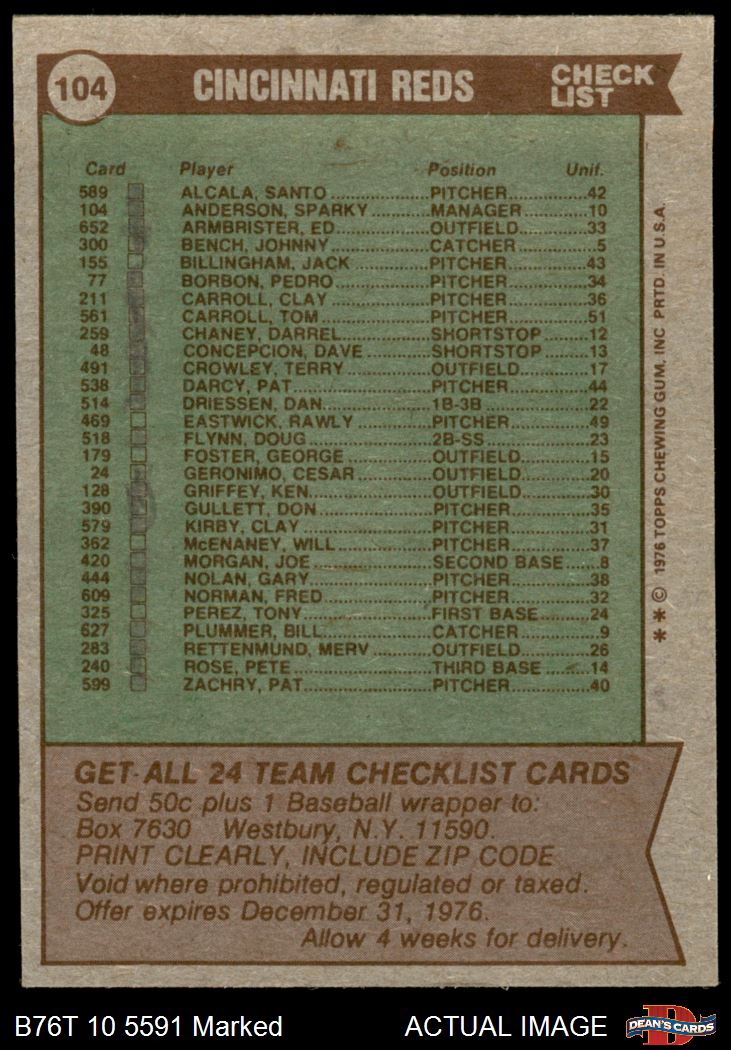 104 CINCINNATI REDS CHECK LIST
Card Player Position Unif.
589 ALCALA, SANTO PITCHER 42
104 ANDERSON, SPARKY MANAGER 10
652 ARMBRISTER, ED OUTFIELD 33
300 BENCH, JOHNNY CATCHER 5
155 BILLINGHAM, JACK PITCHER 43
77 BORBON, PEDRO PITCHER 34
211 CARROLL, CLAY PITCHER 36
561 CARROLL, TOM PITCHER 51
259 CHANEY, DARREL SHORTSTOP 12
48 CONCEPCION, DAVE SHORTSTOP 13
491 CROWLEY, TERRY OUTFIELD 17
538 DARCY, PAT PITCHER 44
514 DRIESSEN, DAN 1B-3B 22
469 EASTWICK, RAWLY PITCHER 49
518 FLYNN, DOUG 2B-SS 23
179 FOSTER, GEORGE OUTFIELD 15
24 GERONIMO, CESAR OUTFIELD 20
128 GRIFFEY, KEN OUTFIELD 30
390 GULLETT, DON PITCHER 35
579 KIRBY, CLAY PITCHER 31
362 McENANEY, WILL PITCHER 37
420 MORGAN, JOE SECOND BASE 8
444 NOLAN, GARY PITCHER 38
609 NORMAN, FRED PITCHER 32
325 PEREZ, TONY FIRST BASE 24
627 PLUMMER, BILL CATCHER 9
283 RETTENMUND, MERV OUTFIELD 26
240 ROSE, PETE THIRD BASE 14
599 ZACHRY, PAT PITCHER 40
** © 1976 TOPPS CHEWING GUM, INC PRTD. IN U.S.A.
GET ALL 24 TEAM CHECKLIST CARDS
Send 50c plus 1 Baseball wrapper to:
Box 7630 Westbury, N.Y. 11590.
PRINT CLEARLY, INCLUDE ZIP CODE
Void where prohibited, regulated or taxed.
Offer expires December 31, 1976.
Allow 4 weeks for delivery.
B76T 10 5591 Marked ACTUAL IMAGE DEAN'S CARDS